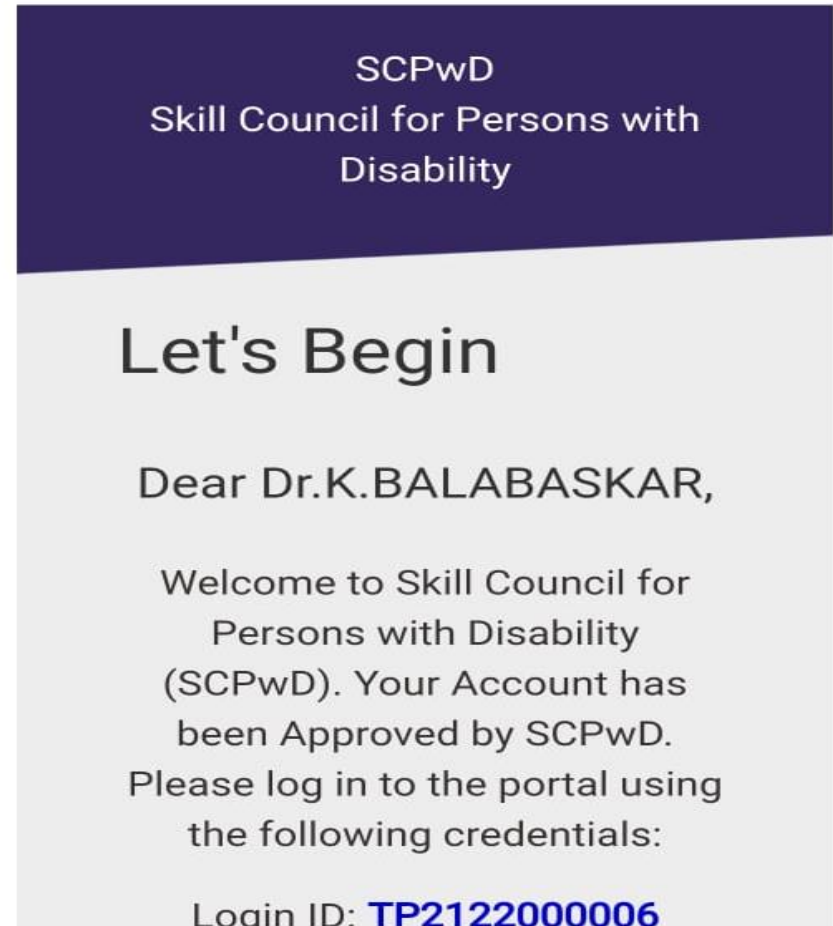 SCPwD
Skill Council for Persons with
Disability
Let's Begin
Dear Dr.K.BALABASKAR,
Welcome to Skill Council for
Persons with Disability
(SCPwD). Your Account has
been Approved by SCPwD.
Please log in to the portal using
the following credentials:
Login ID: TP2122000006